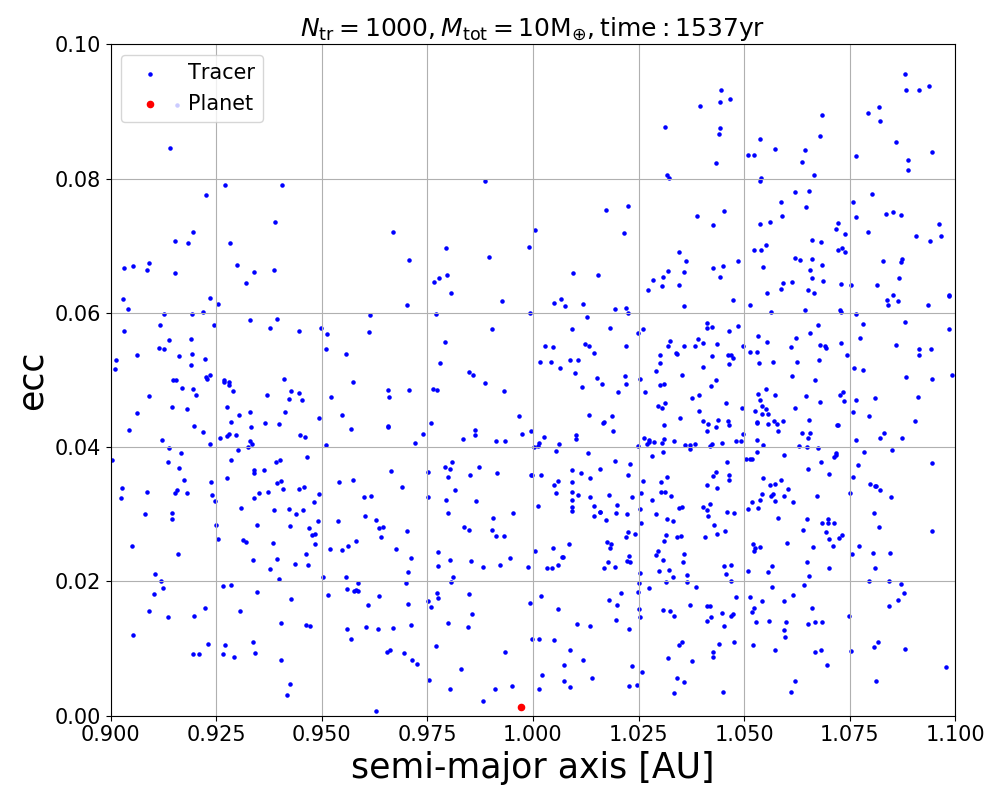 N_tr = 1000, M_tot = 10M_⊕, time : 1537yr
Tracer
Planet
ecc
0.10
0.08
0.06
0.04
0.02
0.00
0.900 0.925 0.950 0.975 1.000 1.025 1.050 1.075 1.100
semi-major axis [AU]